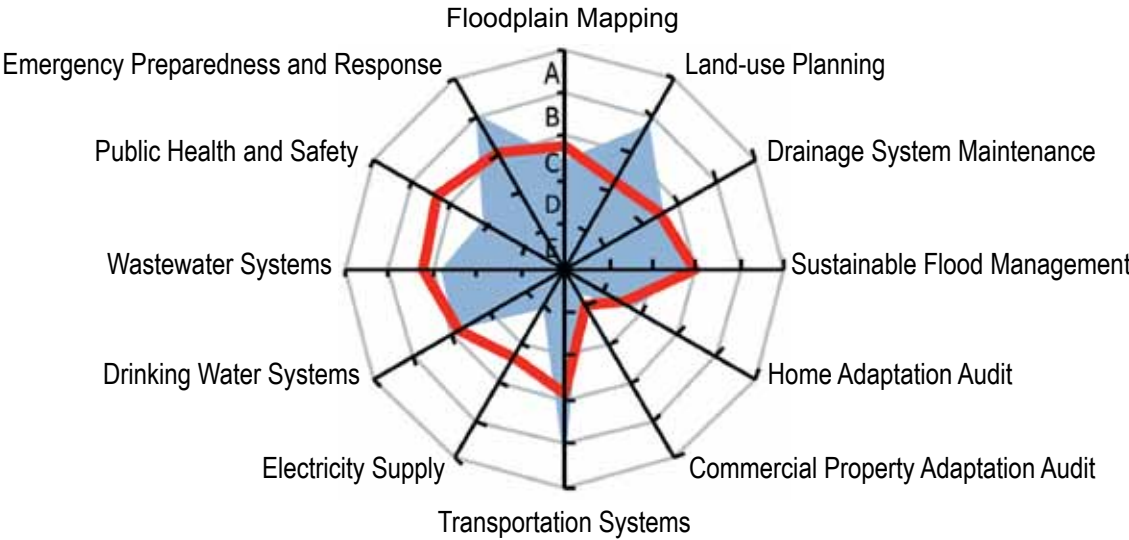 Floodplain Mapping
Emergency Preparedness and Response
Land-use Planning
A
B
Public Health and Safety
Drainage System Maintenance
C
D
E
Wastewater Systems
Sustainable Flood Management
Drinking Water Systems
Home Adaptation Audit
Electricity Supply
Commercial Property Adaptation Audit
Transportation Systems